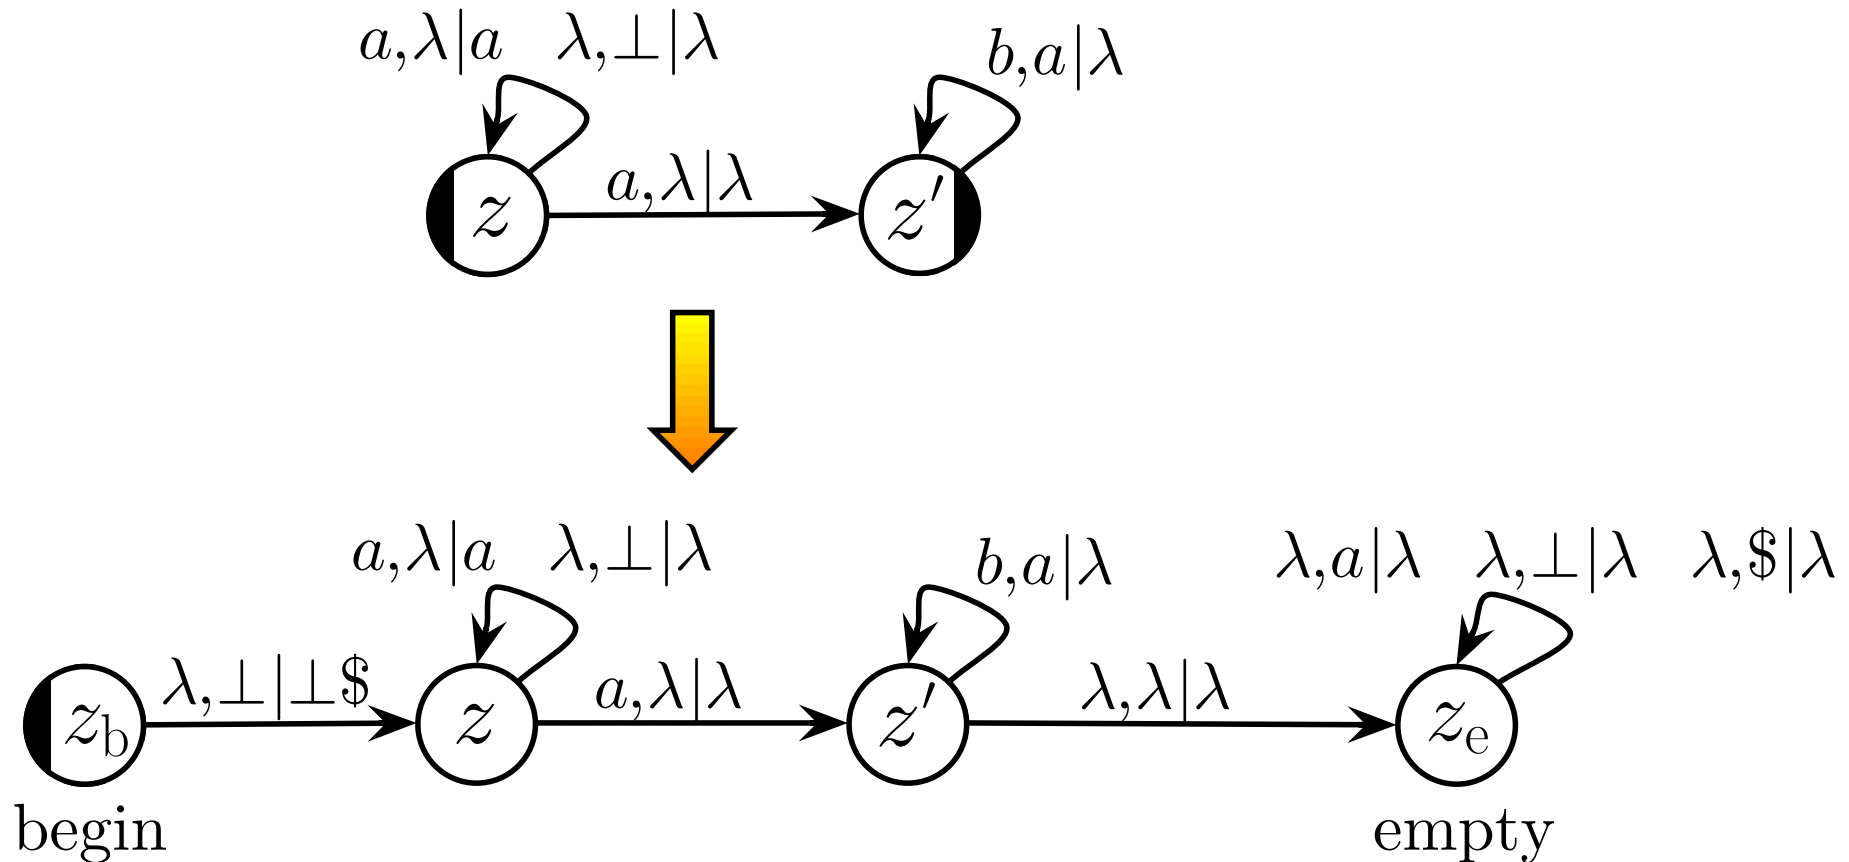 a,λ|a λ,⊥|λ
b,a|λ
a,λ|λ
z
z′
a,λ|a λ,⊥|λ
b,a|λ
λ,a|λ λ,⊥|λ λ,$|λ
λ,⊥|⊥$
a,λ|λ
λ,λ|λ
z_b
z
z′
z_e
begin
empty